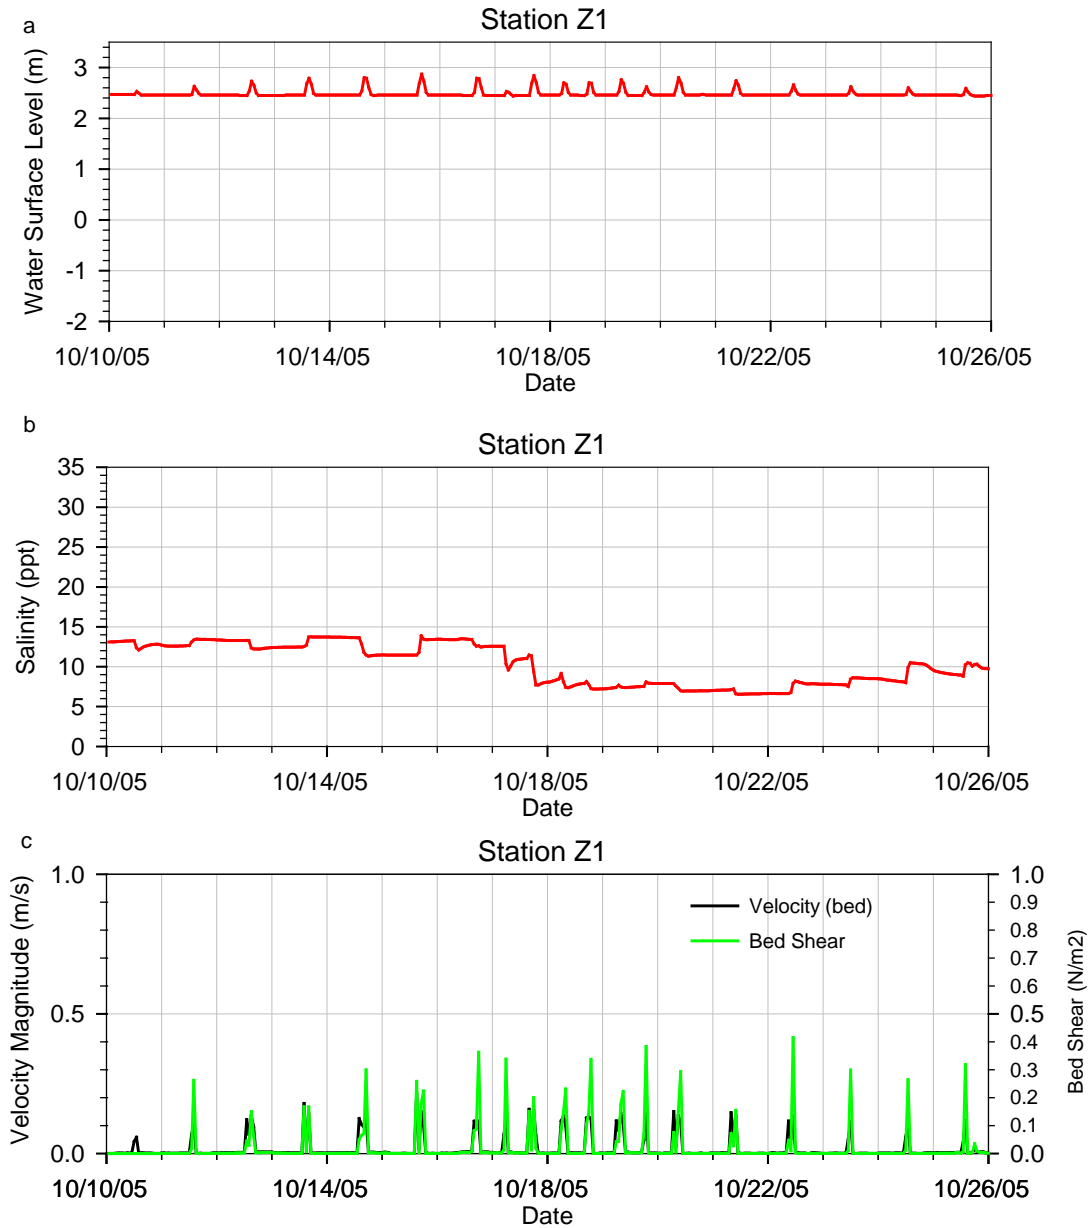 a
Station Z1
Water Surface Level (m)
3
2
1
0
-1
-2
10/10/05 10/14/05 10/18/05 10/22/05 10/26/05
Date
b
Station Z1
Salinity (ppt)
35
30
25
20
15
10
5
0
10/10/05 10/14/05 10/18/05 10/22/05 10/26/05
Date
c
Station Z1
Velocity Magnitude (m/s)
1.0
0.5
0.0
Velocity (bed)
Bed Shear
1.0
0.9
0.8
0.7
0.6
0.5
0.4
0.3
0.2
0.1
0.0
Bed Shear (N/m2)
10/10/05 10/14/05 10/18/05 10/22/05 10/26/05
Date